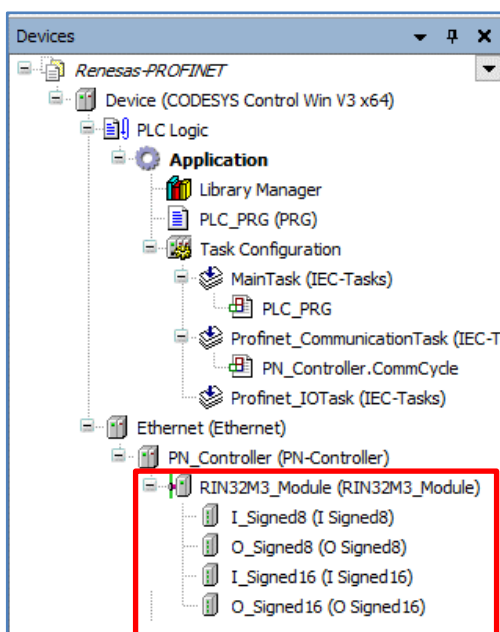 Devices
Renesas-PROFINET
Device (CODESYS Control Win V3 x64)
PLC Logic
Application
Library Manager
PLC_PRG (PRG)
Task Configuration
MainTask (IEC-Tasks)
PLC_PRG
Profinet_CommunicationTask (IEC-T
PN_Controller.CommCycle
Profinet_IOTask (IEC-Tasks)
Ethernet (Ethernet)
PN_Controller (PN-Controller)
RIN32M3_Module (RIN32M3_Module)
I_Signed8 (I Signed8)
O_Signed8 (O Signed8)
I_Signed16 (I Signed16)
O_Signed16 (O Signed16)